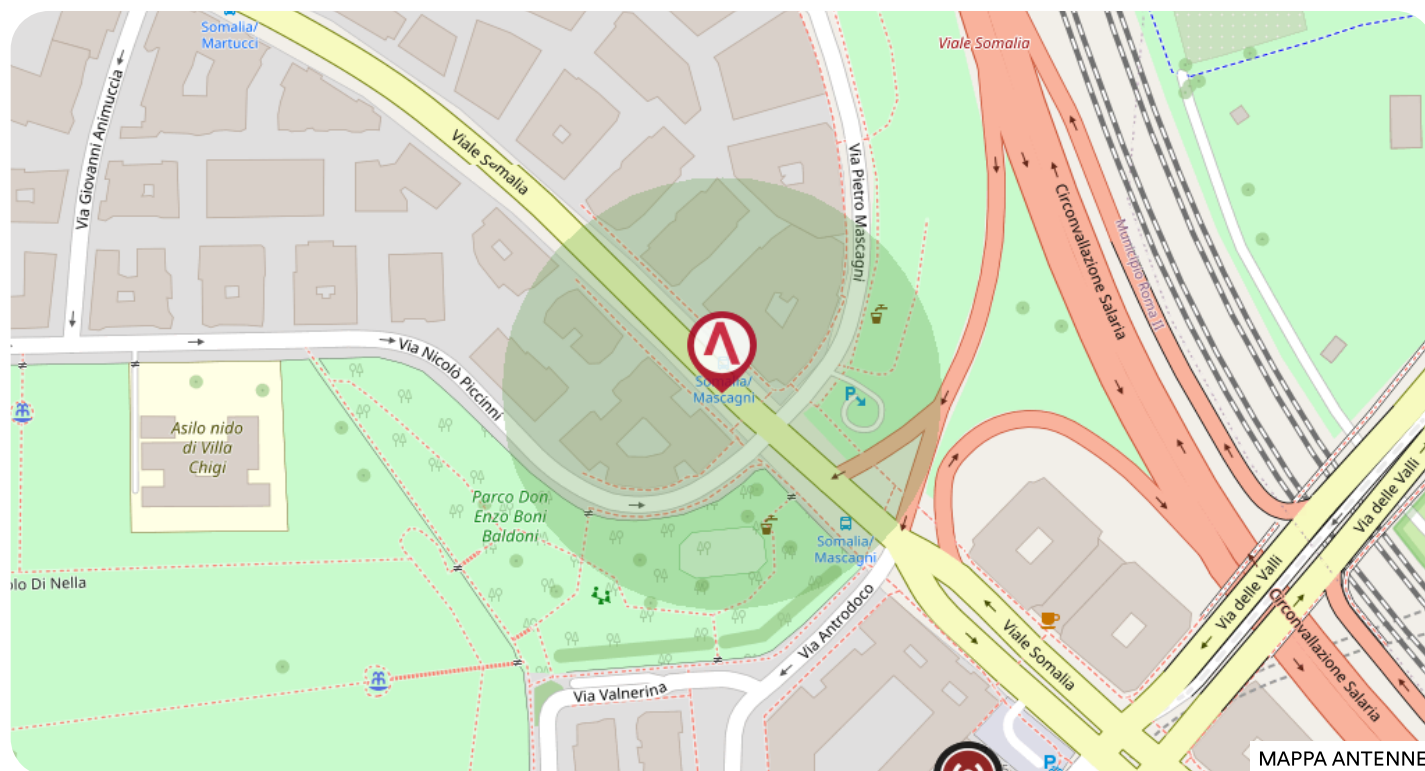 Somalia/
Martucci
Viale Somalia
Via Giovanni Animuccia
Viale Somalia
Via Pietro Mascagni
Circonvallazione Salaria
Municipio Roma II
Somalia/
Mascagni
Via Nicolò Piccinni
P
Asilo nido
di Villa
Chigi
Parco Don
Enzo Boni
Baldoni
Somalia/
Mascagni
Via delle Valli
Via delle Valli
olo Di Nella
Via Antrodoco
Viale Somalia
Circonvallazione Salaria
Via Valnerina
P
MAPPA ANTENNE